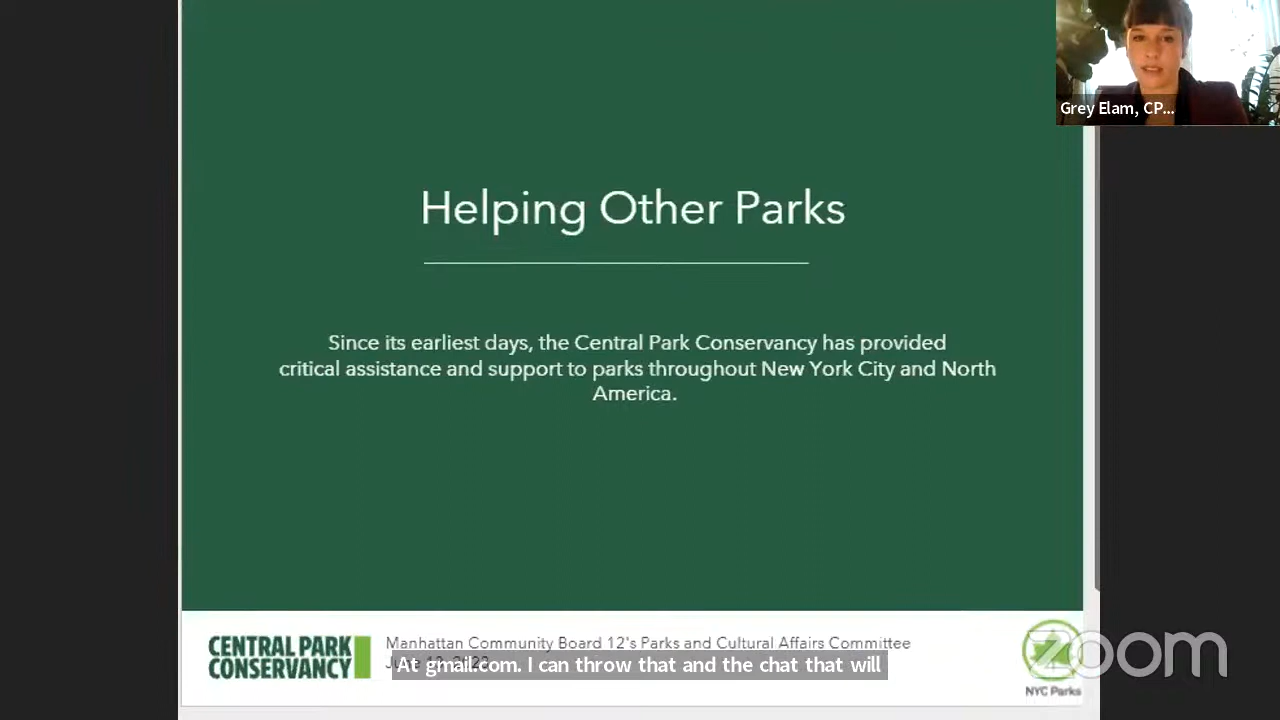 Grey Elam, CP...
Helping Other Parks
Since its earliest days, the Central Park Conservancy has provided
critical assistance and support to parks throughout New York City and North
America.
CENTRAL PARK
CONSERVANCY
Manhattan Community Board 12's Parks and Cultural Affairs Committee
At gmail.com. I can throw that and the chat that will
NYC Parks
zoom